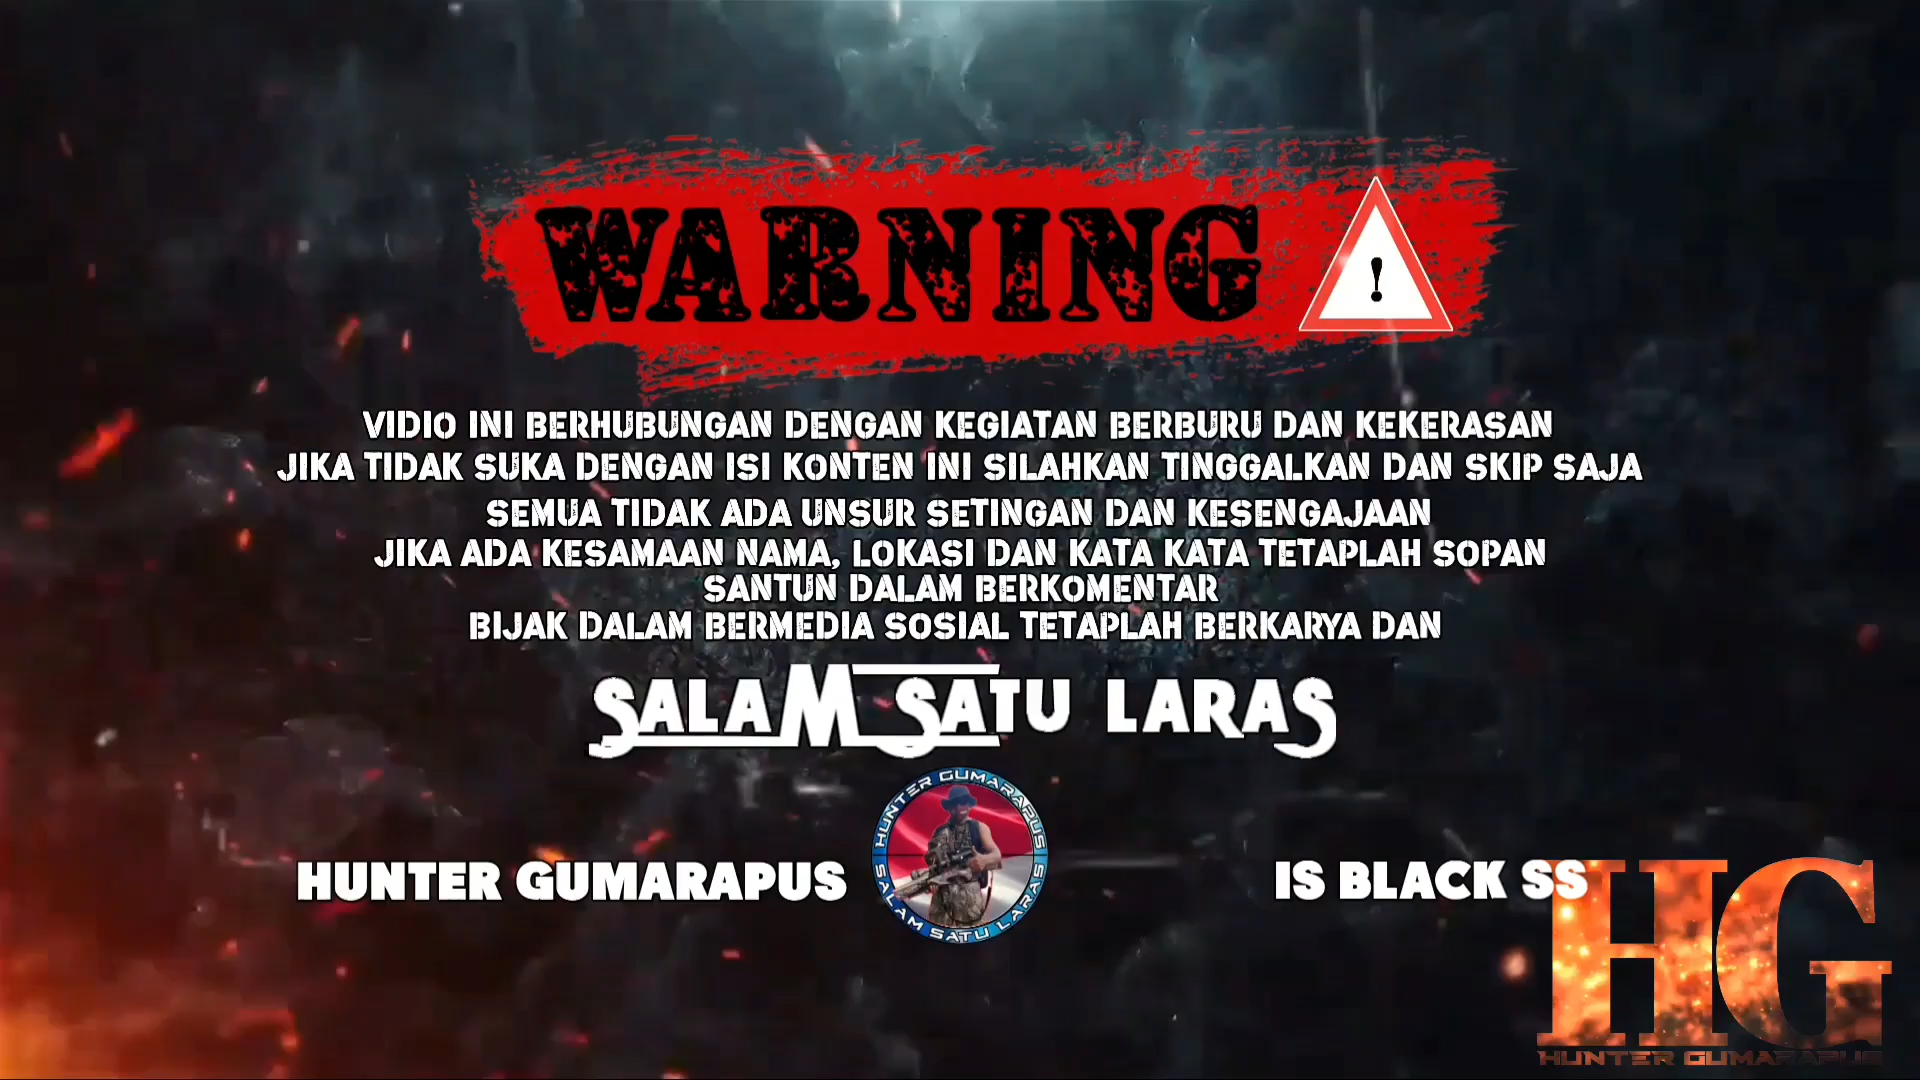 WARNING !
VIDIO INI BERHUBUNGAN DENGAN KEGIATAN BERBURU DAN KEKERASAN
JIKA TIDAK SUKA DENGAN ISI KONTEN INI SILAHKAN TINGGALKAN DAN SKIP SAJA
SEMUA TIDAK ADA UNSUR SETINGAN DAN KESENGAJAAN
JIKA ADA KESAMAAN NAMA, LOKASI DAN KATA KATA TETAPLAH SOPAN
SANTUN DALAM BERKOMENTAR
BIJAK DALAM BERMEDIA SOSIAL TETAPLAH BERKARYA DAN
SALAM SATU LARAS
HUNTER GUMARAPUS
SALAM SATU LARAS
HUNTER GUMARAPUS
IS BLACK SS
HG
HUNTER GUMARAPUS